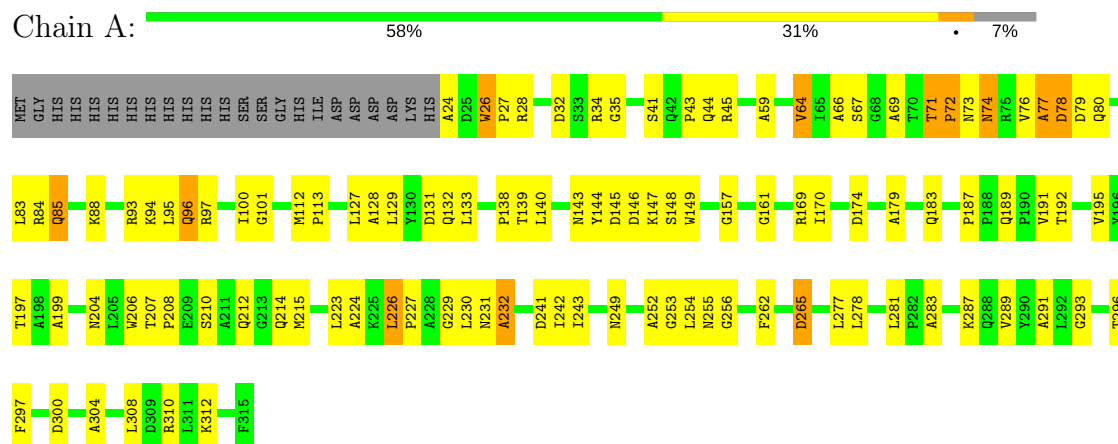 Chain A:
58% 31% • 7%
MET GLY HIS HIS HIS HIS HIS HIS HIS HIS HIS HIS SER SER GLY HIS ILE ASP ASP ASP ASP LYS HIS A24 D25 W26 P27 R28 D32 S33 R34 G35 S41 Q42 P43 Q44 R45 A59 V64 I65 A66 S67 G68 A69 T70 T71 P72 N73 N74 R75 V76 A77 D78 D79 Q80
L83 R84 Q85 K88 R93 K94 L95 Q96 R97 I100 G101 M112 P113 L127 A128 L129 Y130 D131 Q132 L133 P138 T139 L140 N143 Y144 D145 D146 K147 S148 W149 G157 G161 R169 I170 D174 A179 Q183 P187 P188 Q189 P190 V191 T192 V195 Y196
T197 A198 A199 N204 L205 W206 T207 P208 E209 S210 A211 Q212 G213 Q214 M215 L223 A224 K225 L226 P227 A228 G229 L230 N231 A232 D241 I242 I243 N249 A252 G253 L254 N255 G256 F262 D265 L277 L278 L281 P282 A283 K287 Q288 V289 Y290 A291 L292 G293 T296
F297 D300 A304 L308 D309 R310 L311 K312 F315